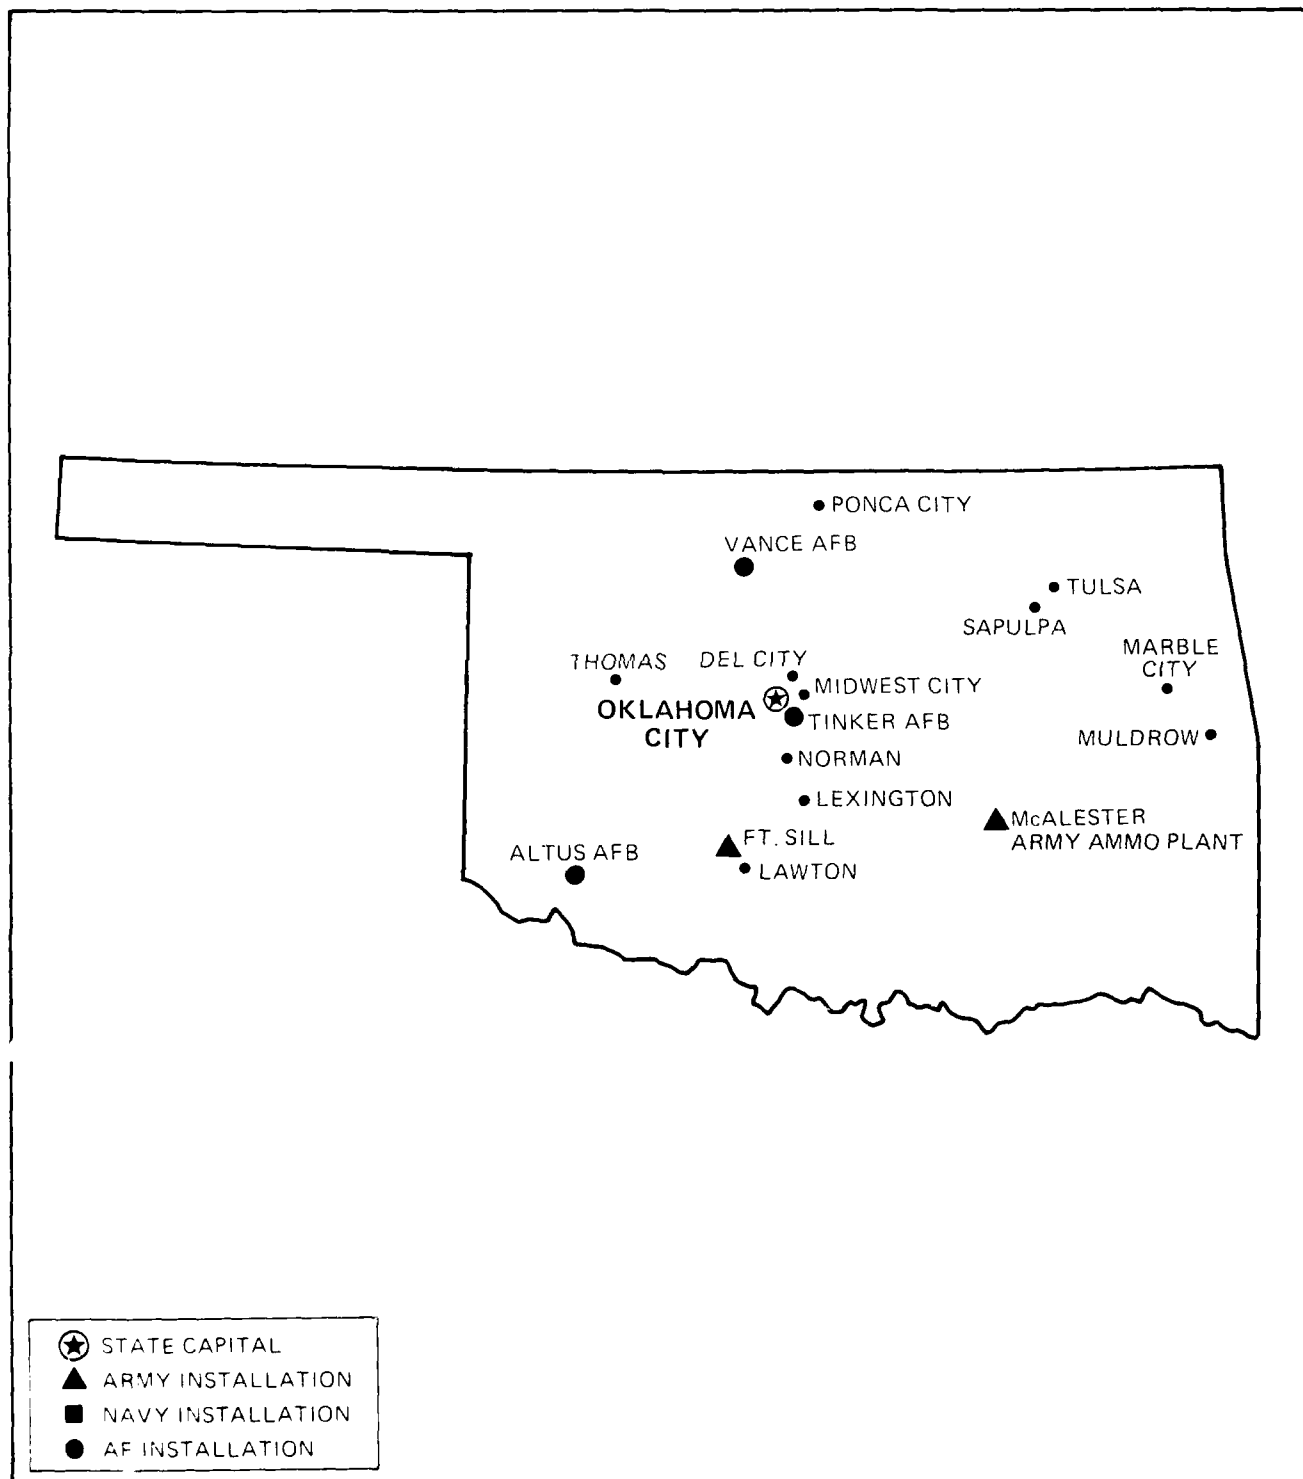 PONCA CITY
VANCE AFB
TULSA
SAPULPA
MARBLE
CITY
THOMAS
DEL CITY
MIDWEST CITY
OKLAHOMA
CITY
TINKER AFB
MULDROW
NORMAN
LEXINGTON
McALESTER
ARMY AMMO PLANT
FT. SILL
ALTUS AFB
LAWTON
STATE CAPITAL
ARMY INSTALLATION
NAVY INSTALLATION
AF INSTALLATION